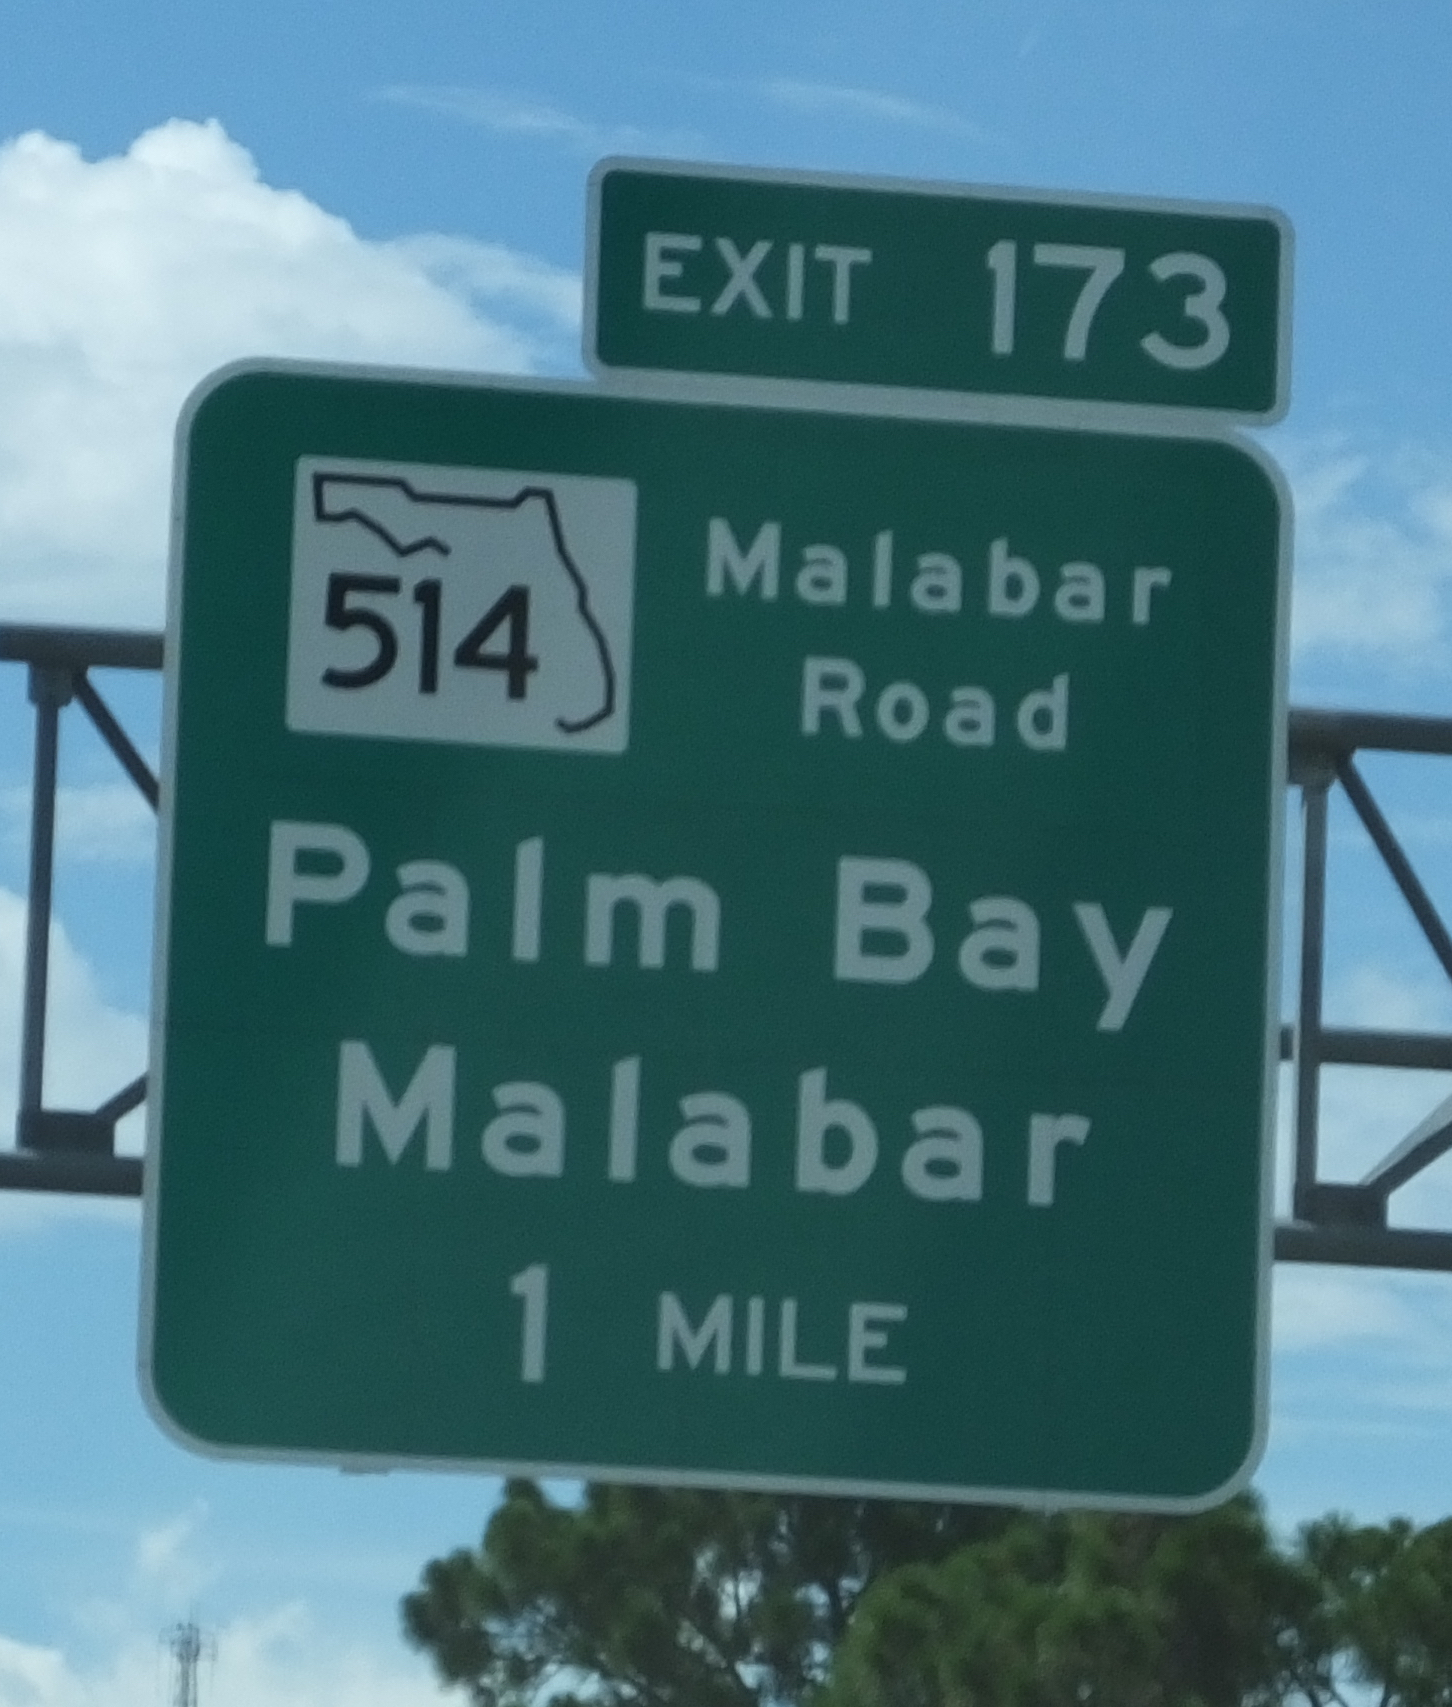 EXIT 173
514
Malabar
Road
Palm Bay
Malabar
1 MILE